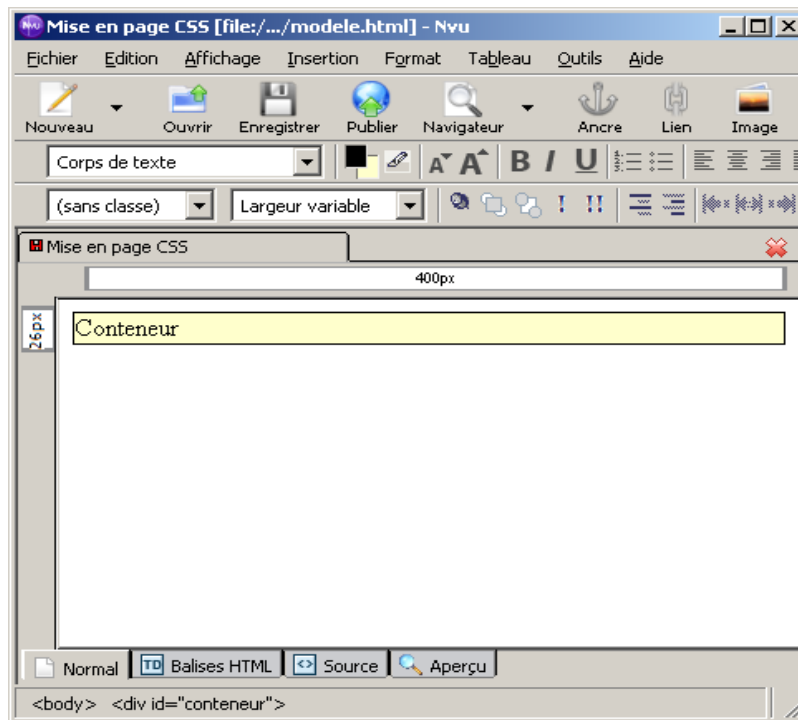 Nvu Mise en page CSS [file:/.../modele.html] - Nvu
Fichier Edition Affichage Insertion Format Tableau Outils Aide
Nouveau Ouvrir Enregistrer Publier Navigateur Ancre Lien Image
Corps de texte A A B I U
(sans classe) Largeur variable ! !!
Mise en page CSS
400px
26px
Conteneur
Normal TD Balises HTML <> Source Aperçu
<body> <div id="conteneur">